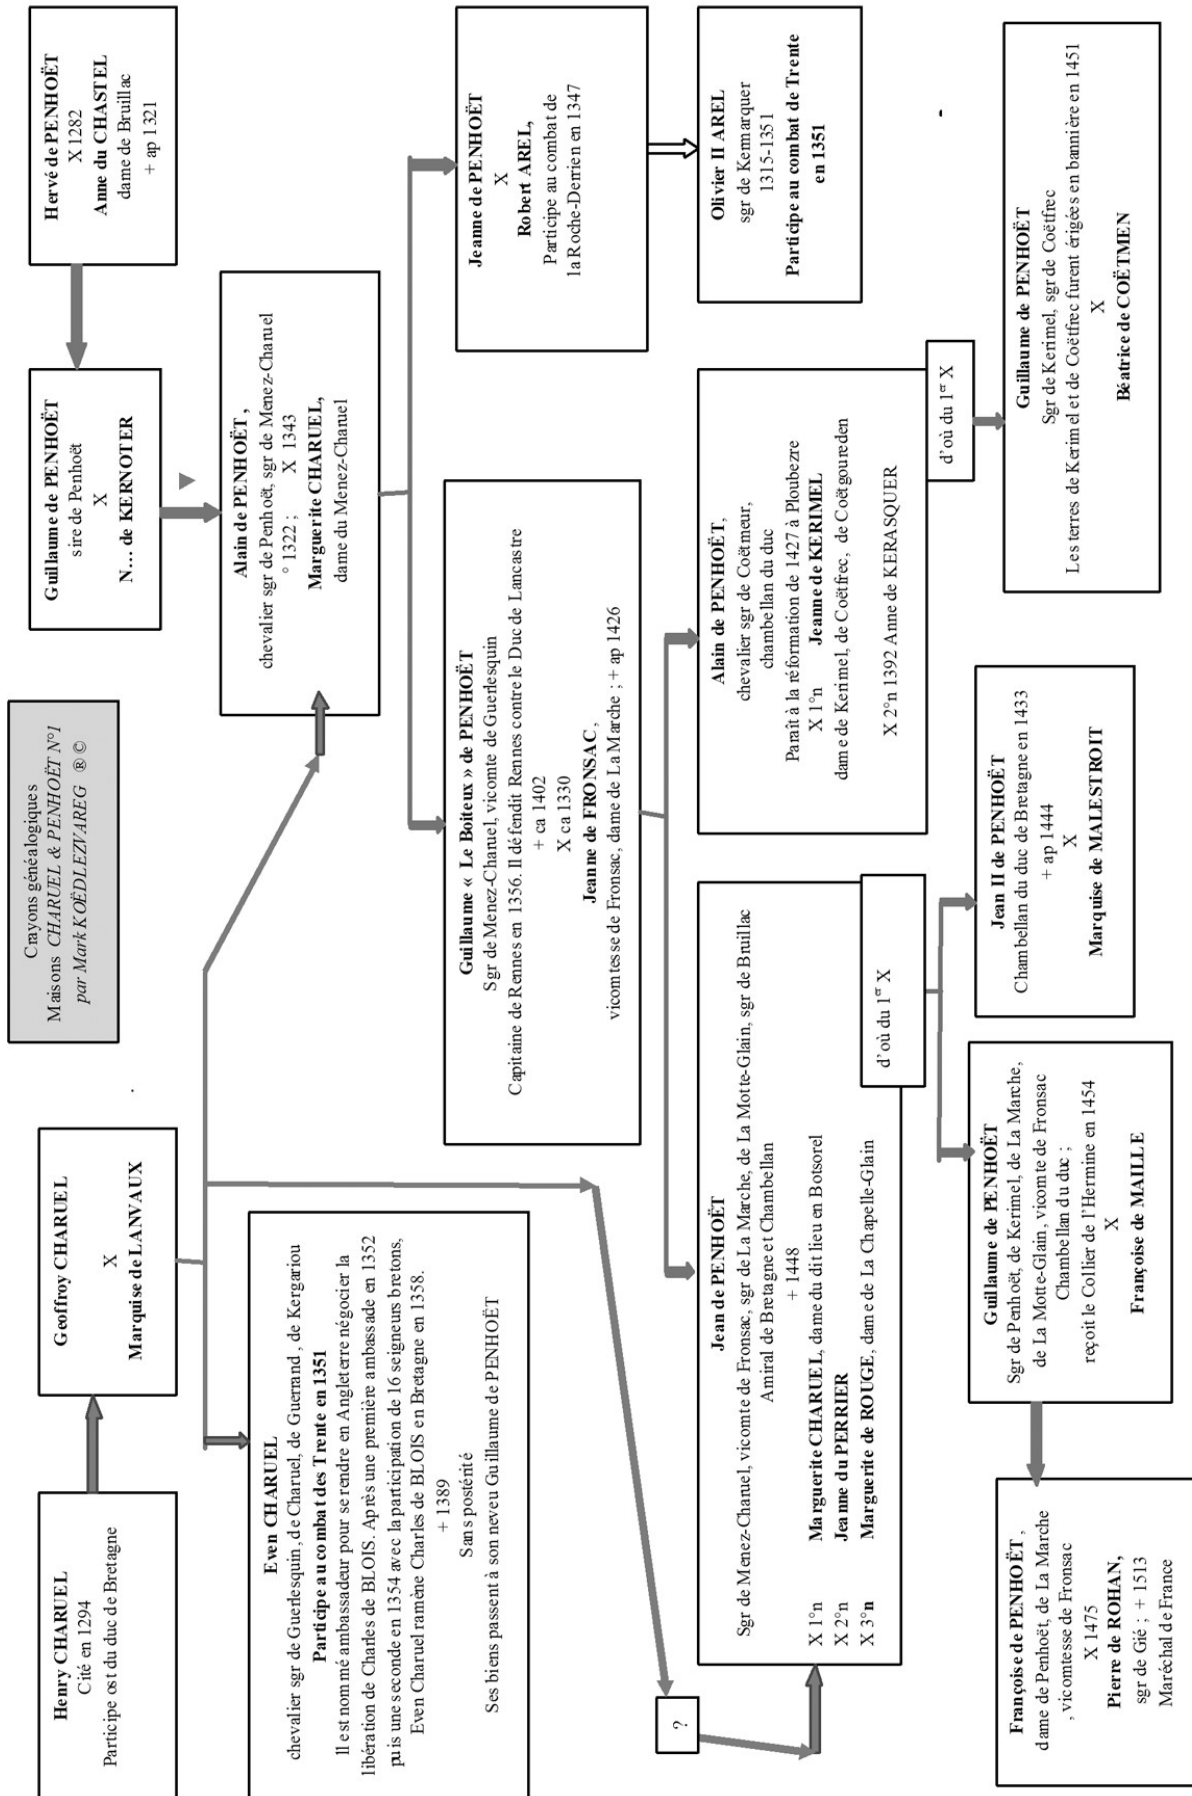 Crayons généalogiques
Maisons CHARUEL & PENHOËT N°1
par Mark KOËDLEZVAREG ® ©
Henry CHARUEL
Cité en 1294
Participe ost du duc de Bretagne
Geoffroy CHARUEL
X
Marquise de LANVAUX
Guillaume de PENHOËT
sire de Penhoët
X
N… de KERNOTER
Hervé de PENHOËT
X 1282
Anne du CHASTEL
dame de Bruillac
+ ap 1321
Even CHARUEL
chevalier sgr de Guerlesquin, de Charuel, de Guerrand, de Kergariou
Participe au combat des Trente en 1351
Il est nommé ambassadeur pour se rendre en Angleterre négocier la
libération de Charles de BLOIS. Après une première ambassade en 1352
puis une seconde en 1354 avec la participation de 16 seigneurs bretons,
Even Charuel ramène Charles de BLOIS en Bretagne en 1358.
+ 1389
Sans postérité
Ses biens passent à son neveu Guillaume de PENHOËT
Alain de PENHOËT,
chevalier sgr de Penhoët, sgr de Menez-Charuel
° 1322 ; X 1343
Marguerite CHARUEL,
dame du Menez-Charuel
Guillaume « Le Boiteux » de PENHOËT
Sgr de Menez-Charuel, vicomte de Guerlesquin
Capitaine de Rennes en 1356. Il défendit Rennes contre le Duc de Lancastre
+ ca 1402
X ca 1330
Jeanne de FRONSAC,
vicomtesse de Fronsac, dame de La Marche ; + ap 1426
Jeanne de PENHOËT
X
Robert AREL,
Participe au combat de
la Roche-Derrien en 1347
?
Jean de PENHOËT
Sgr de Menez-Charuel, vicomte de Fronsac, sgr de La Marche, de La Motte-Glain, sgr de Bruillac
Amiral de Bretagne et Chambellan
+ 1448
X 1°n Marguerite CHARUEL, dame du dit lieu en Botsorel
X 2°n Jeanne du PERRIER
X 3°n Marguerite de ROUGE, dame de La Chapelle-Glain
d'où du 1er X
Alain de PENHOËT,
chevalier sgr de Coëtmeur,
chambellan du duc
Paraît à la réformation de 1427 à Ploubezre
X 1°n Jeanne de KERIMEL
dame de Kerimel, de Coëtfrec, de Coëtgoureden
X 2°n 1392 Anne de KERASQUER
d'où du 1er X
Olivier II AREL
sgr de Kermarquer
1315-1351
Participe au combat de Trente
en 1351
Françoise de PENHOËT,
dame de Penhoët, de La Marche
, vicomtesse de Fronsac
X 1475
Pierre de ROHAN,
sgr de Gié ; + 1513
Maréchal de France
Guillaume de PENHOËT
Sgr de Penhoët, de Kerimel, de La Marche,
de La Motte-Glain, vicomte de Fronsac
Chambellan du duc ;
reçoit le Collier de l'Hermine en 1454
X
Françoise de MAILLE
Jean II de PENHOËT
Chambellan du duc de Bretagne en 1433
+ ap 1444
X
Marquise de MALESTROIT
Guillaume de PENHOËT
Sgr de Kerimel, sgr de Coëtfrec
Les terres de Kerimel et de Coëtfrec furent érigées en bannière en 1451
X
Béatrice de COËTMEN